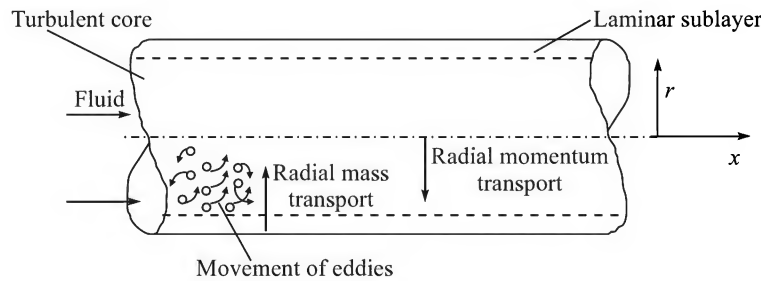 Turbulent core
Laminar sublayer
Fluid
r
x
Radial mass
transport
Radial momentum
transport
Movement of eddies